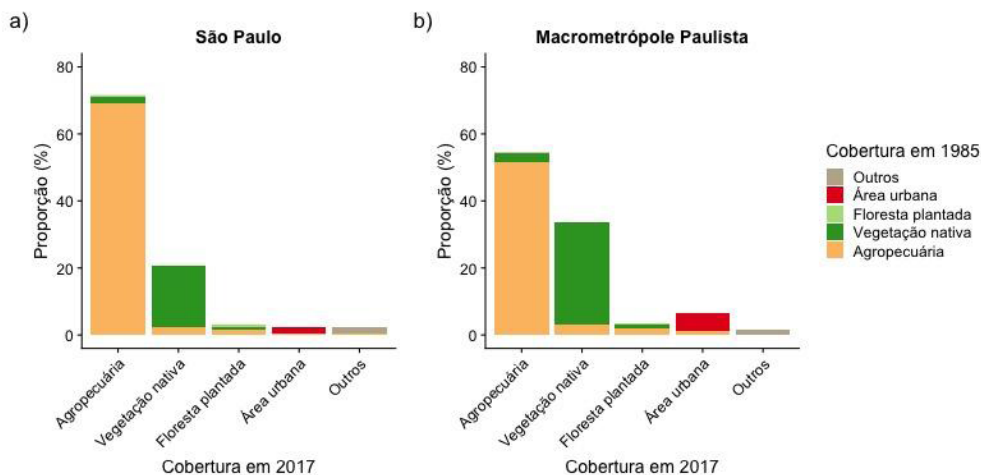 a)
São Paulo
Proporção (%)
80
60
40
20
0
Agropecuária
Vegetação nativa
Floresta plantada
Área urbana
Outros
Cobertura em 2017
b)
Macrometrópole Paulista
Proporção (%)
80
60
40
20
0
Agropecuária
Vegetação nativa
Floresta plantada
Área urbana
Outros
Cobertura em 2017
Cobertura em 1985
Outros
Área urbana
Floresta plantada
Vegetação nativa
Agropecuária